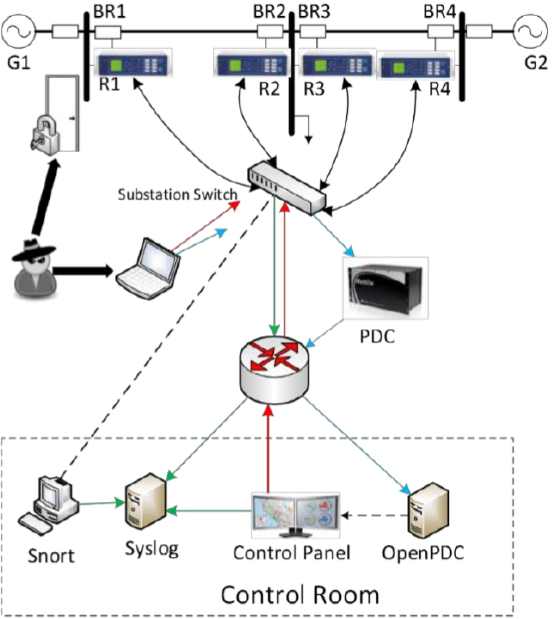 BR1
BR2
BR3
BR4
G1
G2
R1
R2
R3
R4
Substation Switch
PDC
Snort
Syslog
Control Panel
OpenPDC
Control Room